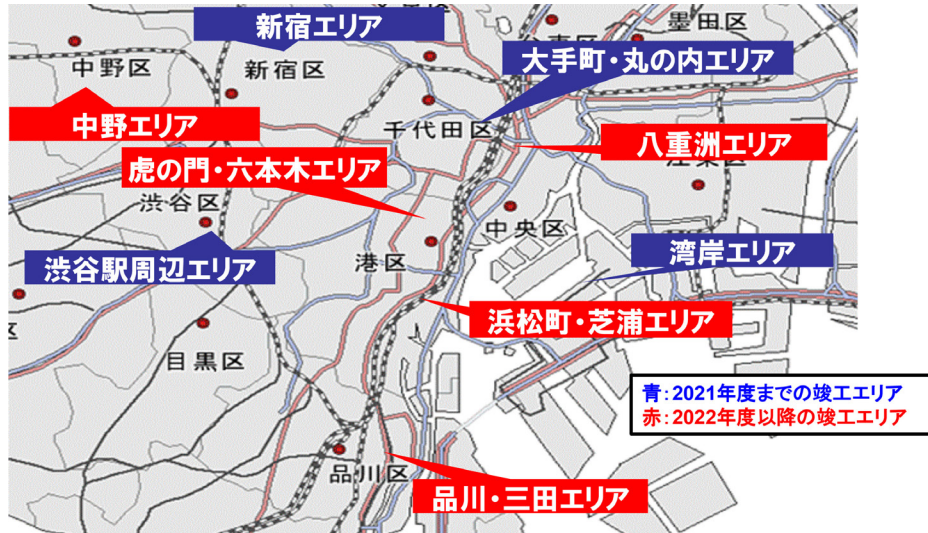 新宿エリア
墨田区
中野区
新宿区
大手町・丸の内エリア
中野エリア
千代田区
八重洲エリア
虎の門・六本木エリア
渋谷区
中央区
渋谷駅周辺エリア
港区
湾岸エリア
浜松町・芝浦エリア
目黒区
青：2021年度までの竣工エリア
赤：2022年度以降の竣工エリア
品川区
品川・三田エリア